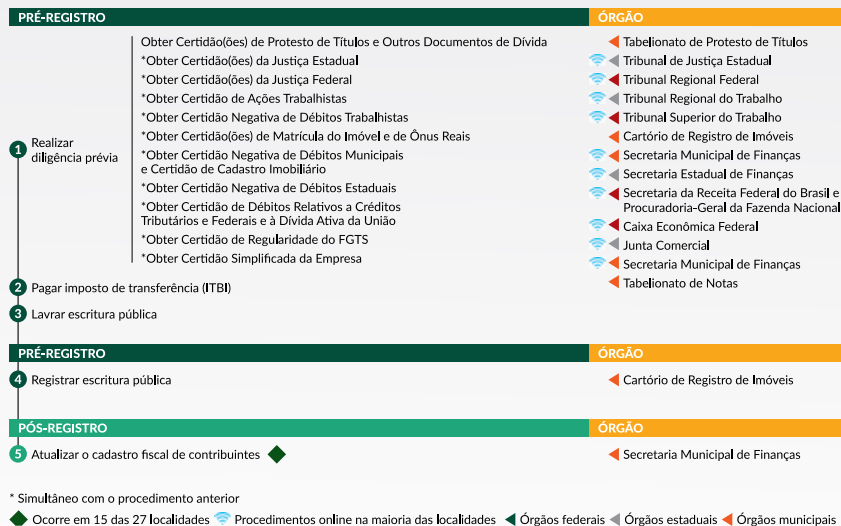 PRÉ-REGISTRO ÓRGÃO
Obter Certidão(ões) de Protesto de Títulos e Outros Documentos de Dívida Tabelionato de Protesto de Títulos
*Obter Certidão(ões) da Justiça Estadual Tribunal de Justiça Estadual
*Obter Certidão(ões) da Justiça Federal Tribunal Regional Federal
*Obter Certidão de Ações Trabalhistas Tribunal Regional do Trabalho
*Obter Certidão Negativa de Débitos Trabalhistas Tribunal Superior do Trabalho
1 Realizar
diligência prévia
*Obter Certidão(ões) de Matrícula do Imóvel e de Ônus Reais Cartório de Registro de Imóveis
*Obter Certidão Negativa de Débitos Municipais
e Certidão de Cadastro Imobiliário
Secretaria Municipal de Finanças
*Obter Certidão Negativa de Débitos Estaduais Secretaria Estadual de Finanças
*Obter Certidão de Débitos Relativos a Créditos
Tributários e Federais e à Dívida Ativa da União
Secretaria da Receita Federal do Brasil e
Procuradoria-Geral da Fazenda Nacional
*Obter Certidão de Regularidade do FGTS Caixa Econômica Federal
*Obter Certidão Simplificada da Empresa Junta Comercial
2 Pagar imposto de transferência (ITBI) Secretaria Municipal de Finanças
3 Lavrar escritura pública Tabelionato de Notas
PRÉ-REGISTRO ÓRGÃO
4 Registrar escritura pública Cartório de Registro de Imóveis
PÓS-REGISTRO ÓRGÃO
5 Atualizar o cadastro fiscal de contribuintes Secretaria Municipal de Finanças
* Simultâneo com o procedimento anterior
Ocorre em 15 das 27 localidades Procedimentos online na maioria das localidades Órgãos federais Órgãos estaduais Órgãos municipais